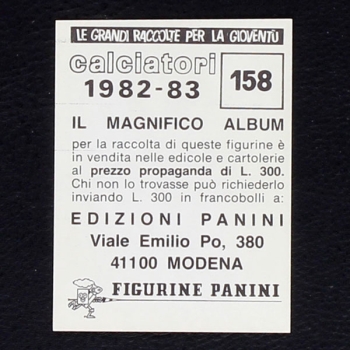 LE GRANDI RACCOLTE PER LA GIOVENTÙ
calciatori
1982-83
158
IL MAGNIFICO ALBUM
per la raccolta di queste figurine è
in vendita nelle edicole e cartolerie
al prezzo propaganda di L. 300.
Chi non lo trovasse può richiederlo
inviando L. 300 in francobolli a:
EDIZIONI PANINI
Viale Emilio Po, 380
41100 MODENA
FIGURINE PANINI